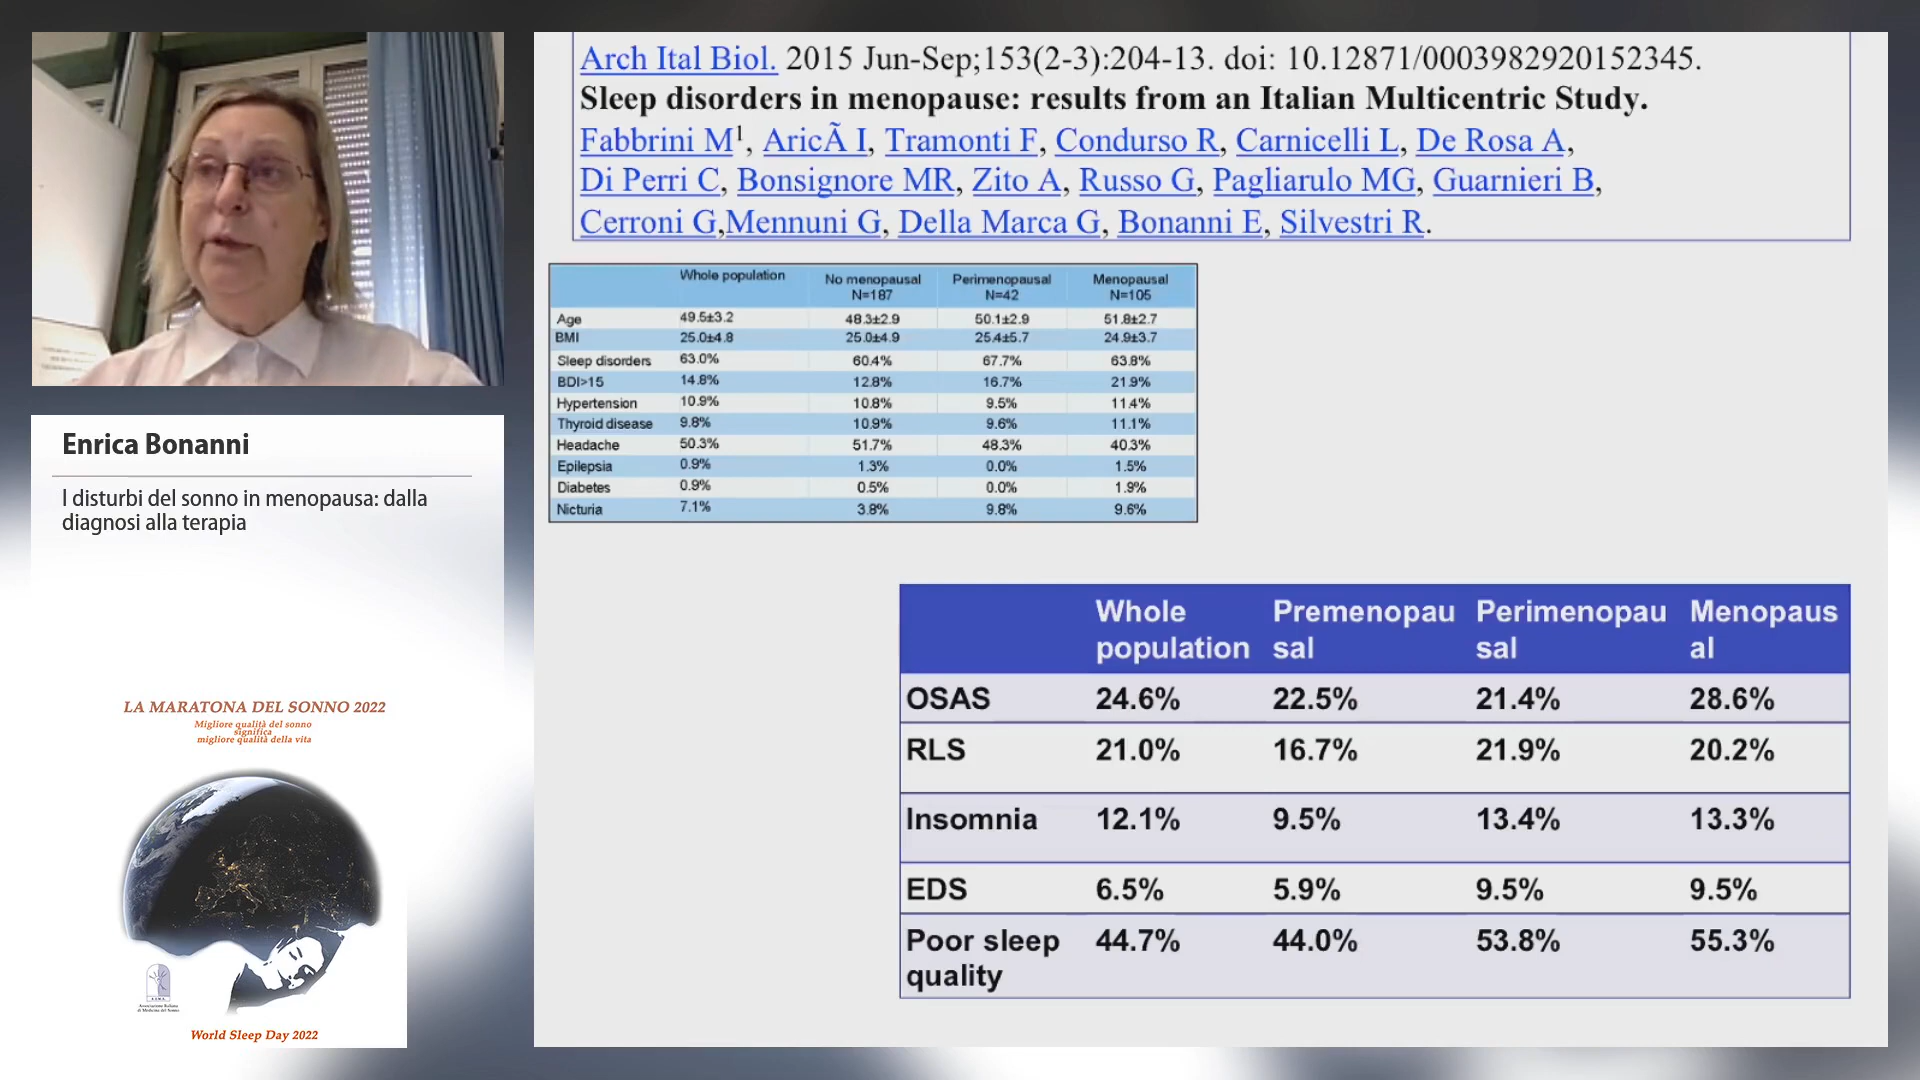 Enrica Bonanni
I disturbi del sonno in menopausa: dalla
diagnosi alla terapia
LA MARATONA DEL SONNO 2022
Migliore qualità del sonno
significa
migliore qualità della vita
Associazione Italiana
di Medicina del Sonno
World Sleep Day 2022
Arch Ital Biol. 2015 Jun-Sep;153(2-3):204-13. doi: 10.12871/0003982920152345.
Sleep disorders in menopause: results from an Italian Multicentric Study.
Fabbrini M1, AricÃ I, Tramonti F, Condurso R, Carnicelli L, De Rosa A,
Di Perri C, Bonsignore MR, Zito A, Russo G, Pagliarulo MG, Guarnieri B,
Cerroni G,Mennuni G, Della Marca G, Bonanni E, Silvestri R.
Whole population No menopausal Perimenopausal Menopausal
N=187 N=42 N=105
Age 49.5±3.2 48.3±2.9 50.1±2.9 51.8±2.7
BMI 25.0±4.8 25.0±4.9 25.4±5.7 24.9±3.7
Sleep disorders 63.0% 60.4% 67.7% 63.8%
BDI>15 14.8% 12.8% 16.7% 21.9%
Hypertension 10.9% 10.8% 9.5% 11.4%
Thyroid disease 9.8% 10.9% 9.6% 11.1%
Headache 50.3% 51.7% 48.3% 40.3%
Epilepsia 0.9% 1.3% 0.0% 1.5%
Diabetes 0.9% 0.5% 0.0% 1.9%
Nicturia 7.1% 3.8% 9.8% 9.6%
Whole Premenopau Perimenopau Menopaus
population sal sal al
OSAS 24.6% 22.5% 21.4% 28.6%
RLS 21.0% 16.7% 21.9% 20.2%
Insomnia 12.1% 9.5% 13.4% 13.3%
EDS 6.5% 5.9% 9.5% 9.5%
Poor sleep 44.7% 44.0% 53.8% 55.3%
quality